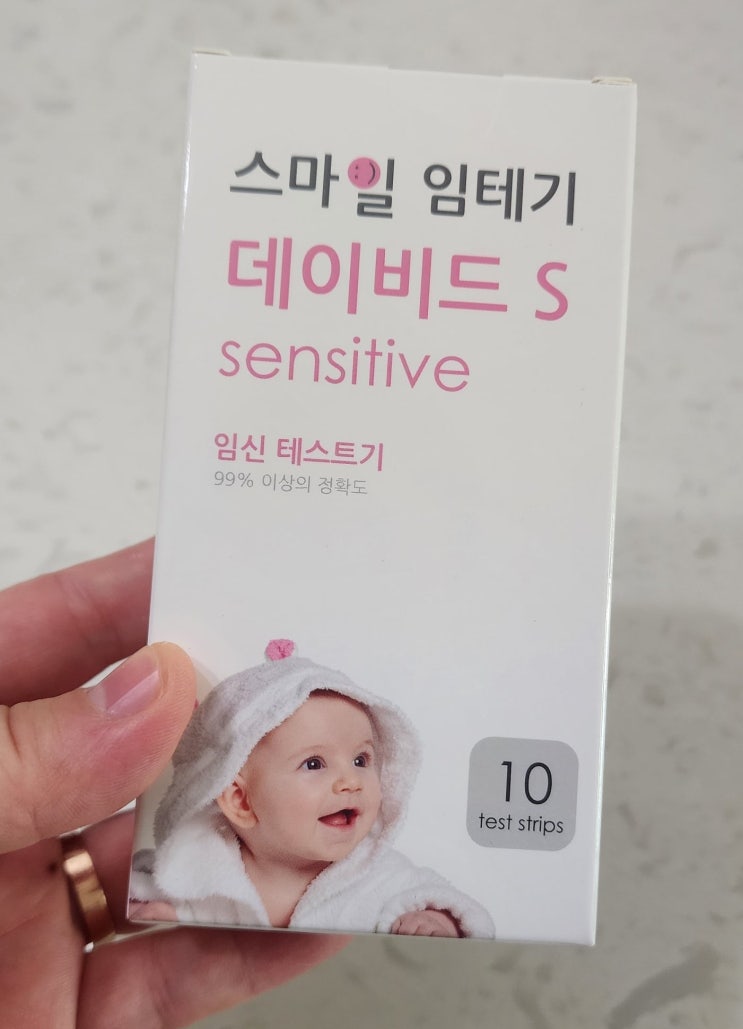 스마일 임테기
데이비드 S
sensitive
임신 테스트기
99% 이상의 정확도
10
test strips